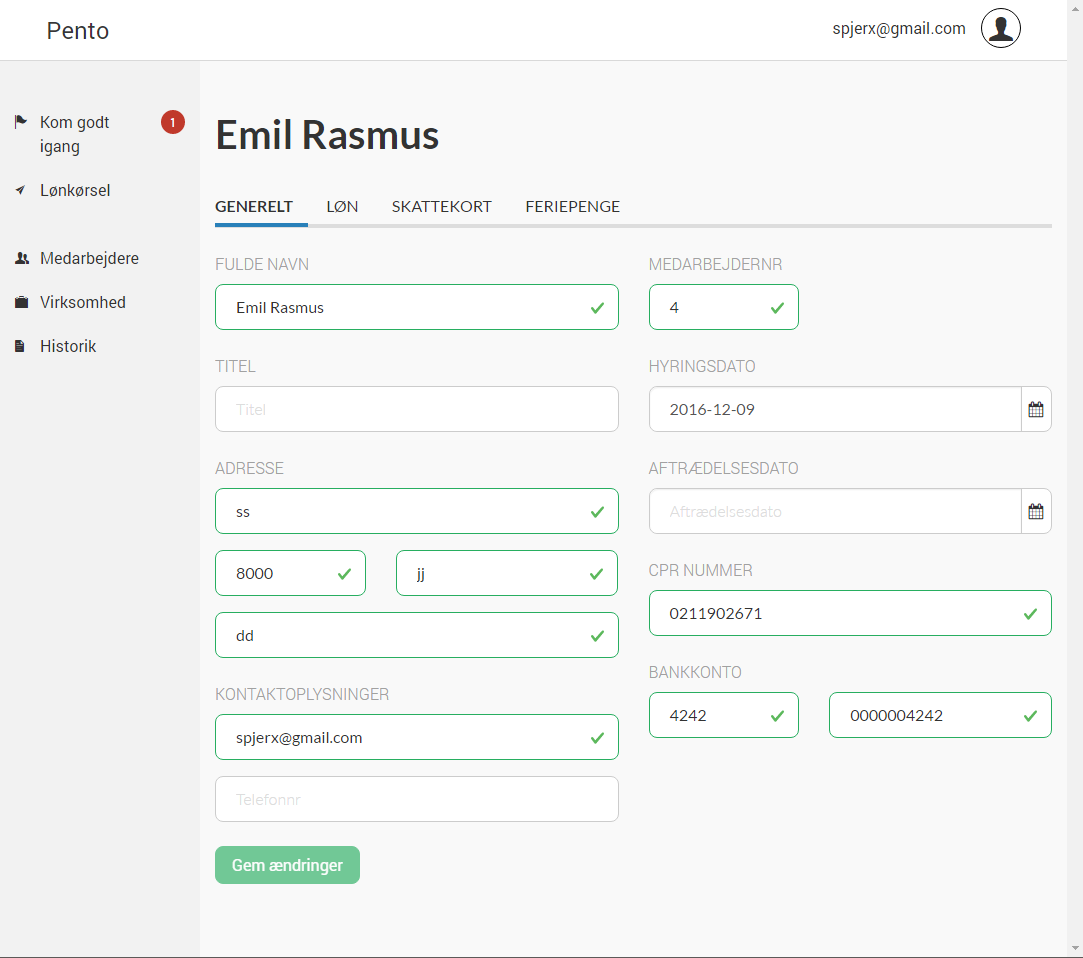 Pento
spjerx@gmail.com
Kom godt
igang
1
Lønkørsel
Medarbejdere
Virksomhed
Historik
Emil Rasmus
GENERELT LØN SKATTEKORT FERIEPENGE
FULDE NAVN
Emil Rasmus
TITEL
Titel
ADRESSE
ss
8000 jj
dd
KONTAKTOPLYSNINGER
spjerx@gmail.com
Telefonnr
Gem ændringer
MEDARBEJDERNR
4
HYRINGSDATO
2016-12-09
AFTRÆDELSESDATO
Aftrædelsesdato
CPR NUMMER
0211902671
BANKKONTO
4242 0000004242